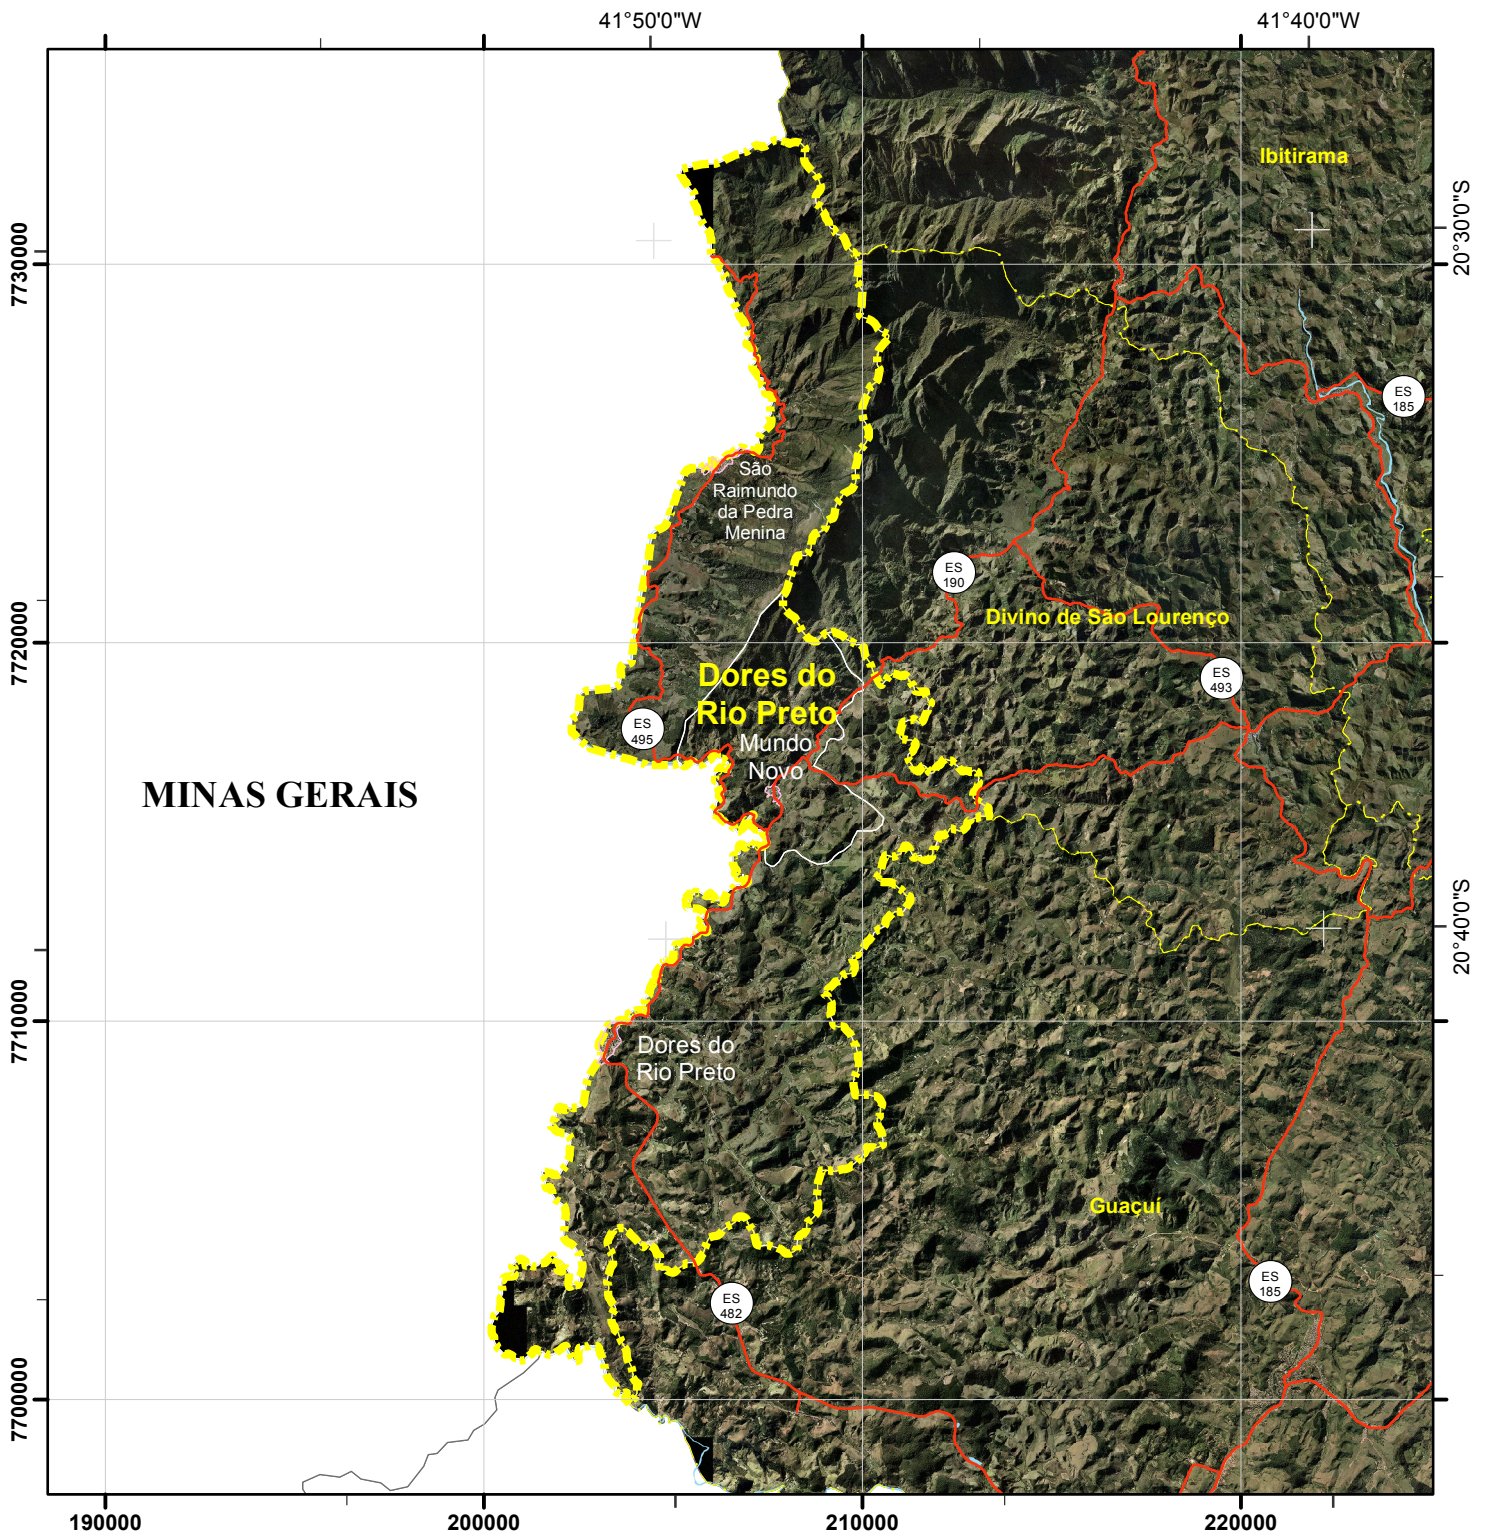 41°50'0"W
41°40'0"W
Ibitirama
20°30'0"S
7730000
ES
185
São
Raimundo
da Pedra
Menina
ES
190
Divino de São Lourenço
7720000
Dores do
Rio Preto
ES
493
ES
495
Mundo
Novo
MINAS GERAIS
20°40'0"S
7710000
Dores do
Rio Preto
Guaçuí
ES
185
ES
482
7700000
190000
200000
210000
220000